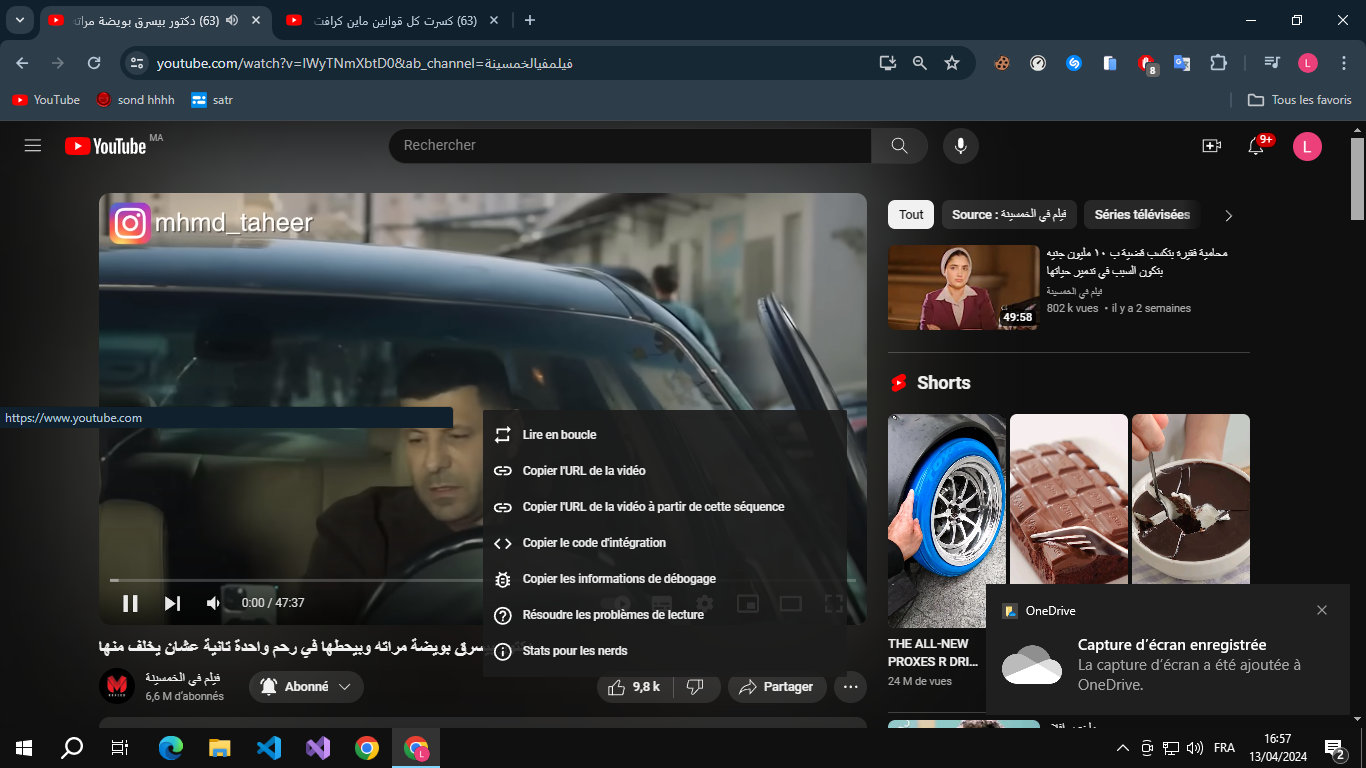 (63) دكتور بيسرق بويضة مراته
(63) كسرت كل قوانين ماين كرافت
youtube.com/watch?v=IWyTNmXbtD0&ab_channel=فيلمفيالخمسينة
8
L
YouTube
sond hhhh
satr
Tous les favoris
YouTube MA
Rechercher
9+
L
mhmd_taheer
Tout
Source : فيلم في الخمسينة
Séries télévisées
محامية فقيرة بتكسب قضية ب ١٠ مليون جنيه
بتكون السبب في تدمير حياتها
فيلم في الخمسينة
802 k vues • il y a 2 semaines
49:58
Shorts
https://www.youtube.com
Lire en boucle
Copier l'URL de la vidéo
Copier l'URL de la vidéo à partir de cette séquence
Copier le code d'intégration
Copier les informations de débogage
Résoudre les problèmes de lecture
Stats pour les nerds
0:00 / 47:37
بيسرق بويضة مراته وبيحطها في رحم واحدة تانية عشان يخلف منها
فيلم في الخمسينة
6,6 M d'abonnés
Abonné
9,8 k
Partager
THE ALL-NEW
PROXES R DRI...
24 M de vues
OneDrive
Capture d'écran enregistrée
La capture d'écran a été ajoutée à
OneDrive.
L
FRA
16:57
13/04/2024
2